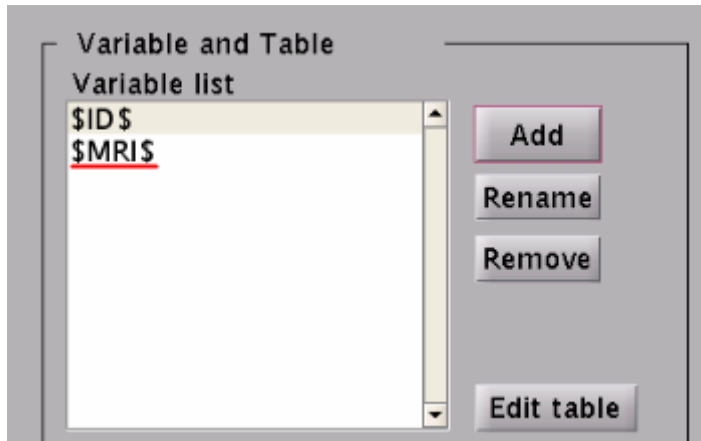 Variable and Table
Variable list
$ID$
$MRI$
Add
Rename
Remove
Edit table